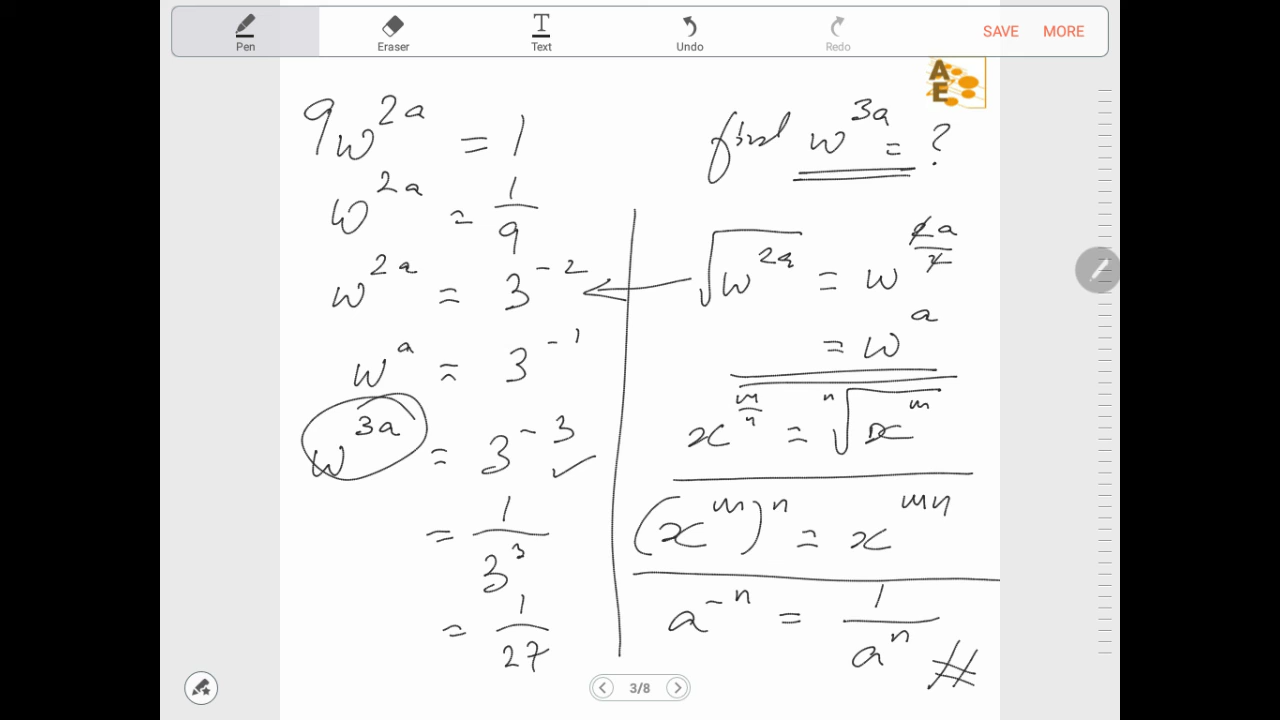 Pen Eraser Text Undo Redo SAVE MORE
A
E
9w^{2a} = 1
find w^{3a} = ?
w^{2a} = 1/9
w^{2a} = 3^{-2}
w^a = 3^{-1}
w^{3a} = 3^{-3} ✓
= 1/3^3
= 1/27
√(w^{2a}) = w^{2a/2}
= w^a
x^{m/n} = ⁿ√(x^m)
(x^m)^n = x^{mn}
a^{-n} = 1/a^n #
3/8